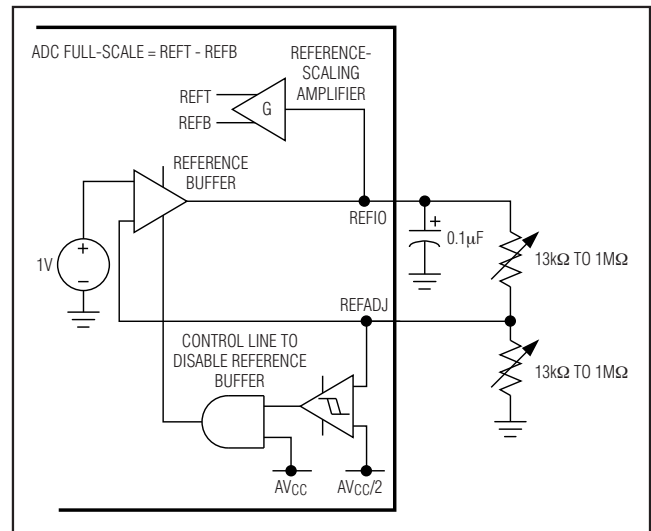 ADC FULL-SCALE = REFT - REFB
REFERENCE-
SCALING
AMPLIFIER
REFT
REFB
G
REFERENCE
BUFFER
REFIO
+
0.1µF
13kΩ TO 1MΩ
1V
+
−
REFADJ
CONTROL LINE TO
DISABLE REFERENCE
BUFFER
13kΩ TO 1MΩ
AVCC
AVCC/2